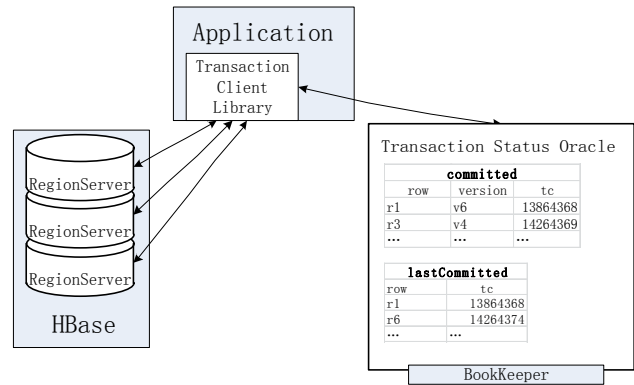 Application
Transaction
Client
Library
RegionServer
RegionServer
RegionServer
HBase
Transaction Status Oracle
committed
row version tc
r1 v6 13864368
r3 v4 14264369
… … …
lastCommitted
row tc
r1 13864368
r6 14264374
… …
BookKeeper